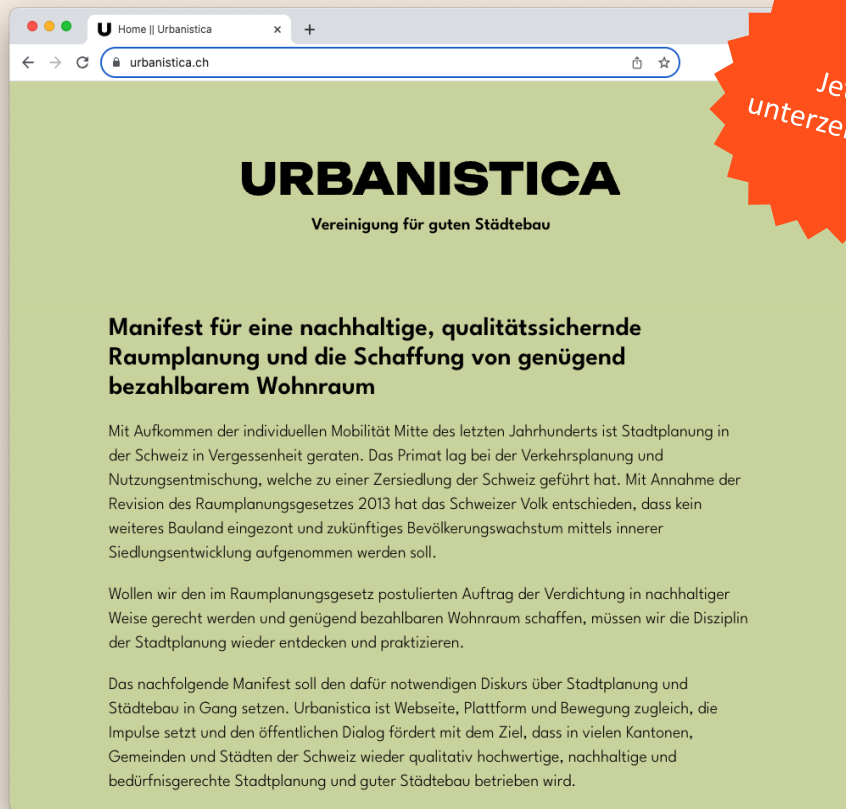 Home || Urbanistica
urbanistica.ch
URBANISTICA
Vereinigung für guten Städtebau
Manifest für eine nachhaltige, qualitätssichernde
Raumplanung und die Schaffung von genügend
bezahlbarem Wohnraum
Mit Aufkommen der individuellen Mobilität Mitte des letzten Jahrhunderts ist Stadtplanung in
der Schweiz in Vergessenheit geraten. Das Primat lag bei der Verkehrsplanung und
Nutzungsentmischung, welche zu einer Zersiedlung der Schweiz geführt hat. Mit Annahme der
Revision des Raumplanungsgesetzes 2013 hat das Schweizer Volk entschieden, dass kein
weiteres Bauland eingezont und zukünftiges Bevölkerungswachstum mittels innerer
Siedlungsentwicklung aufgenommen werden soll.
Wollen wir den im Raumplanungsgesetz postulierten Auftrag der Verdichtung in nachhaltiger
Weise gerecht werden und genügend bezahlbaren Wohnraum schaffen, müssen wir die Disziplin
der Stadtplanung wieder entdecken und praktizieren.
Das nachfolgende Manifest soll den dafür notwendigen Diskurs über Stadtplanung und
Städtebau in Gang setzen. Urbanistica ist Webseite, Plattform und Bewegung zugleich, die
Impulse setzt und den öffentlichen Dialog fördert mit dem Ziel, dass in vielen Kantonen,
Gemeinden und Städten der Schweiz wieder qualitativ hochwertige, nachhaltige und
bedürfnisgerechte Stadtplanung und guter Städtebau betrieben wird.